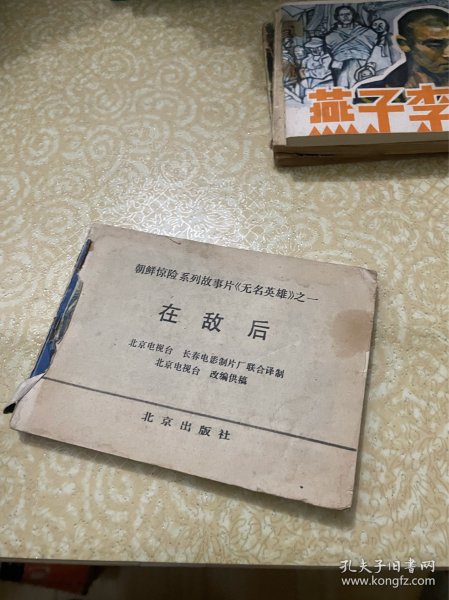 燕子李
朝鲜惊险系列故事片《无名英雄》之一
在敌后
北京电视台 长春电影制片厂联合译制
北京电视台 改编供稿
北京出版社
孔夫子旧书网
www.kongfz.com